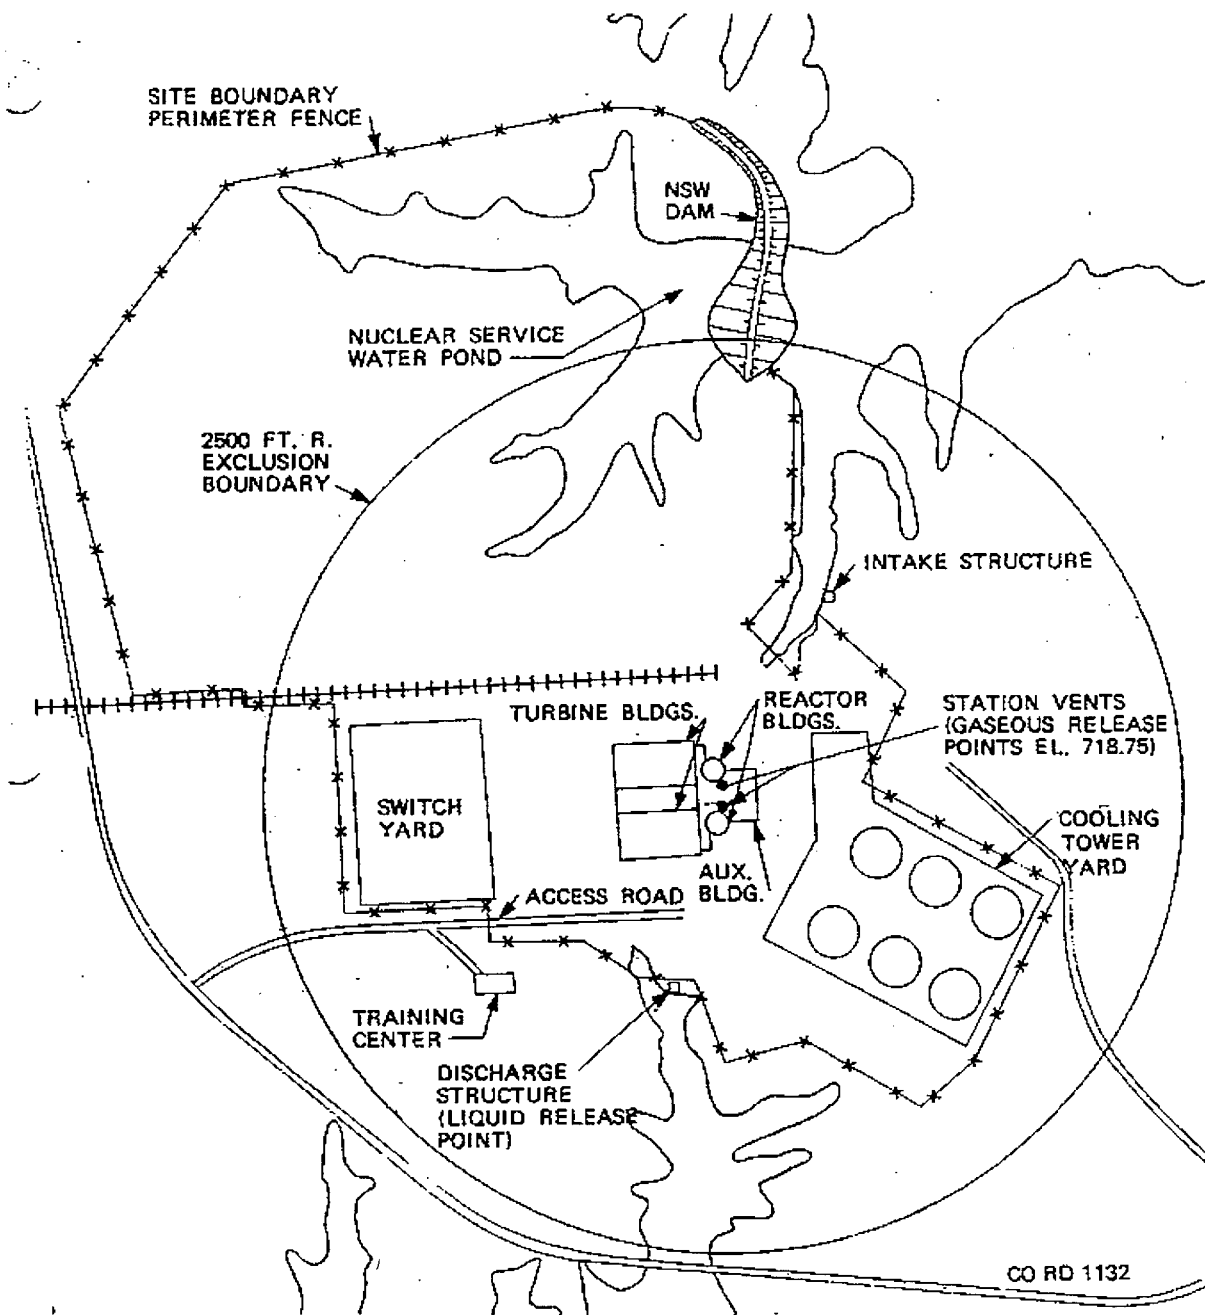 SITE BOUNDARY
PERIMETER FENCE
NSW
DAM
NUCLEAR SERVICE
WATER POND
2500 FT. R.
EXCLUSION
BOUNDARY
INTAKE STRUCTURE
TURBINE BLDGS.
REACTOR
BLDGS.
STATION VENTS
(GASEOUS RELEASE
POINTS EL. 718.75)
SWITCH
YARD
COOLING
TOWER
YARD
AUX.
BLDG.
ACCESS ROAD
TRAINING
CENTER
DISCHARGE
STRUCTURE
(LIQUID RELEASE
POINT)
CO RD 1132